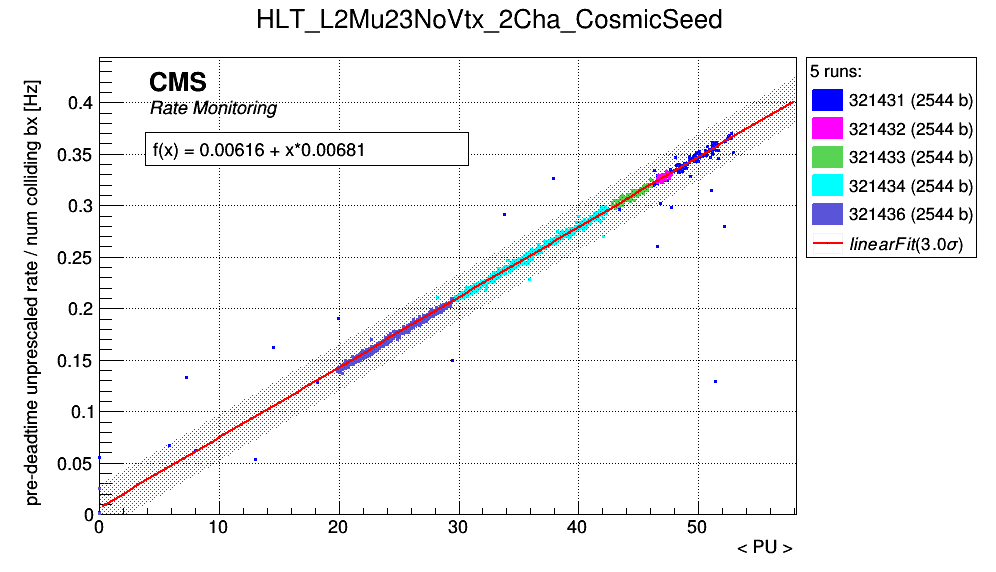 HLT_L2Mu23NoVtx_2Cha_CosmicSeed
pre-deadtime unprescaled rate / num colliding bx [Hz]
CMS
Rate Monitoring
f(x) = 0.00616 + x*0.00681
0.4
0.35
0.3
0.25
0.2
0.15
0.1
0.05
0
0 10 20 30 40 50
< PU >
5 runs:
321431 (2544 b)
321432 (2544 b)
321433 (2544 b)
321434 (2544 b)
321436 (2544 b)
linearFit(3.0σ)